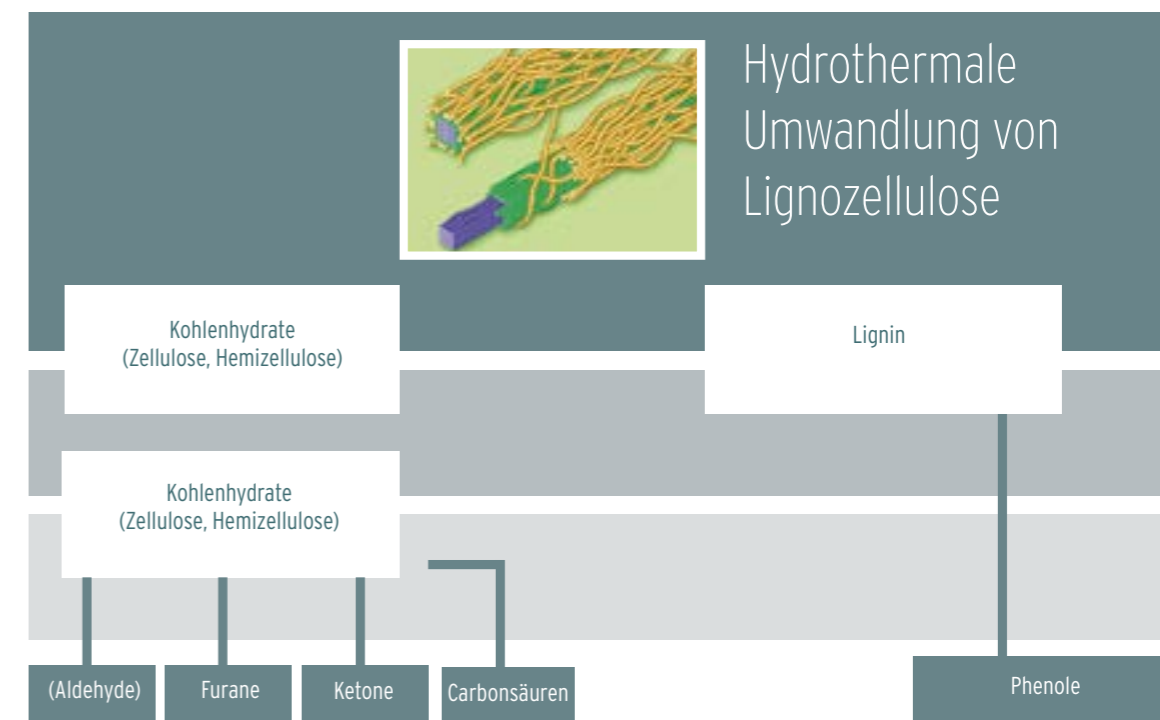 Hydrothermale
Umwandlung von
Lignozellulose
Kohlenhydrate
(Zellulose, Hemizellulose)
Lignin
Kohlenhydrate
(Zellulose, Hemizellulose)
(Aldehyde)
Furane
Ketone
Carbonsäuren
Phenole